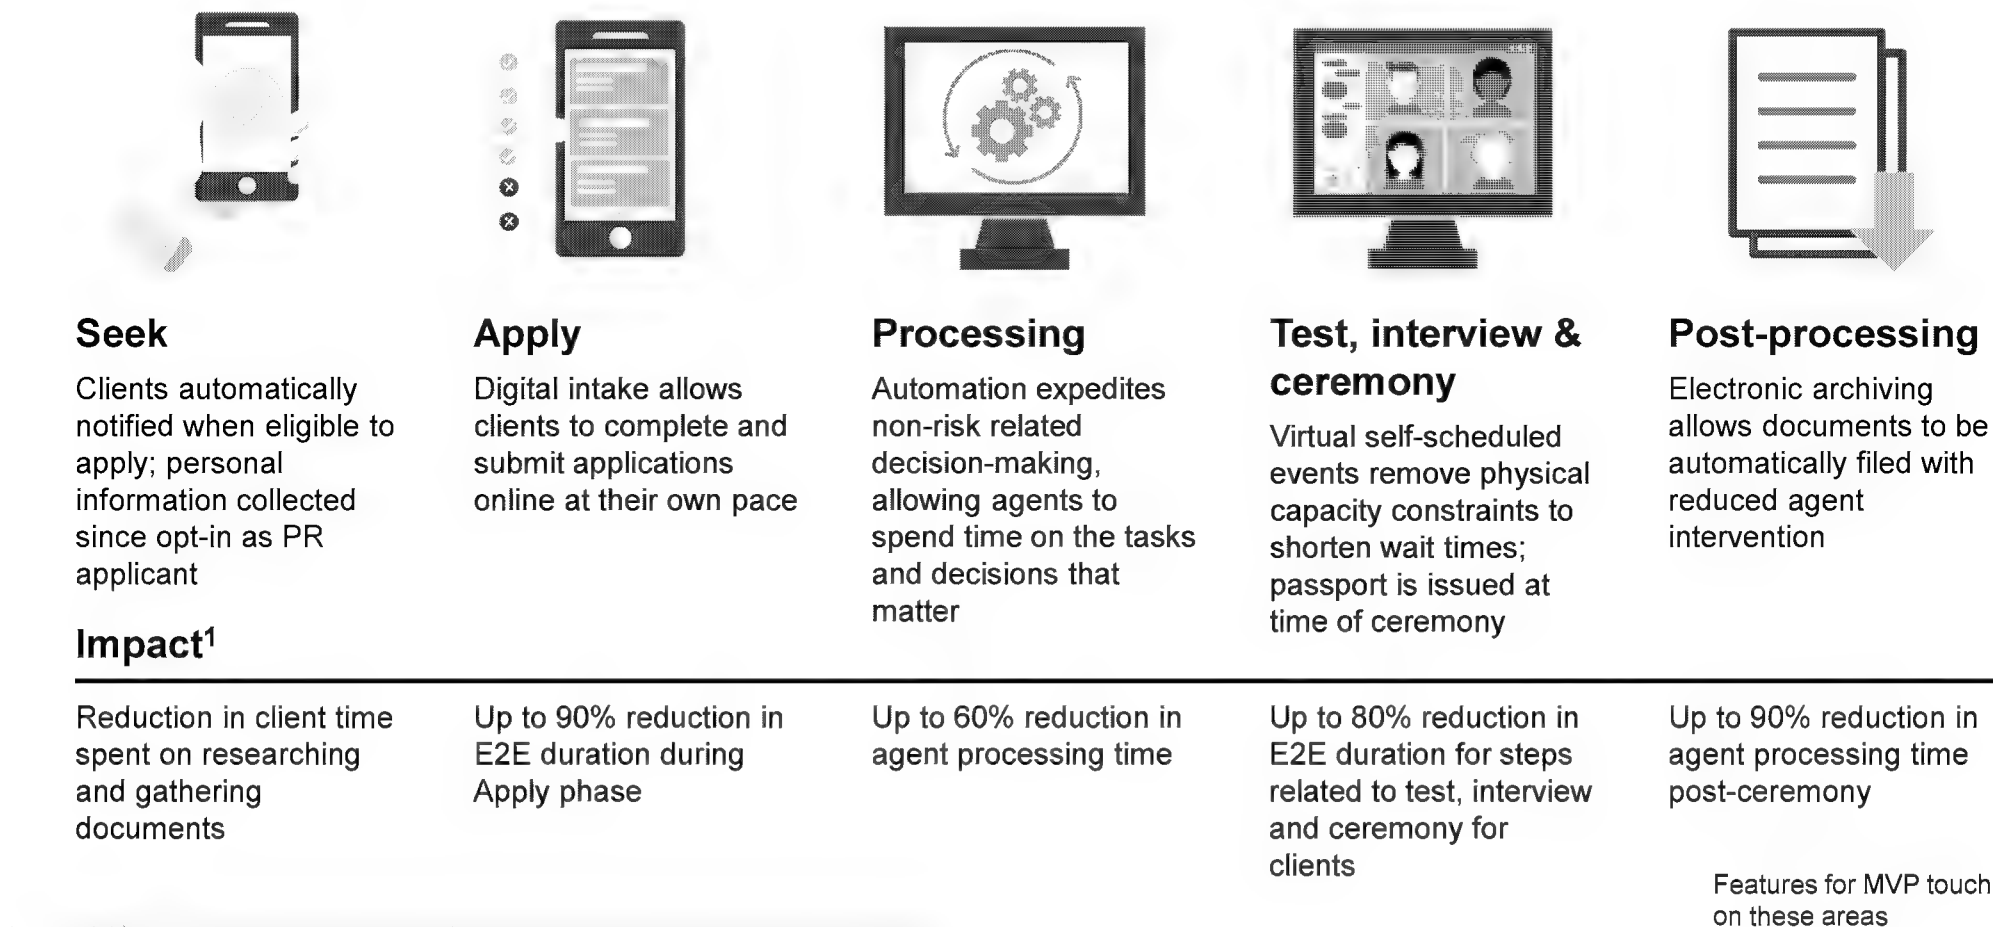 Seek
Clients automatically
notified when eligible to
apply; personal
information collected
since opt-in as PR
applicant
Apply
Digital intake allows
clients to complete and
submit applications
online at their own pace
Processing
Automation expedites
non-risk related
decision-making,
allowing agents to
spend time on the tasks
and decisions that
matter
Test, interview &
ceremony
Virtual self-scheduled
events remove physical
capacity constraints to
shorten wait times;
passport is issued at
time of ceremony
Post-processing
Electronic archiving
allows documents to be
automatically filed with
reduced agent
intervention
Impact¹
Reduction in client time
spent on researching
and gathering
documents
Up to 90% reduction in
E2E duration during
Apply phase
Up to 60% reduction in
agent processing time
Up to 80% reduction in
E2E duration for steps
related to test, interview
and ceremony for
clients
Up to 90% reduction in
agent processing time
post-ceremony
Features for MVP touch
on these areas